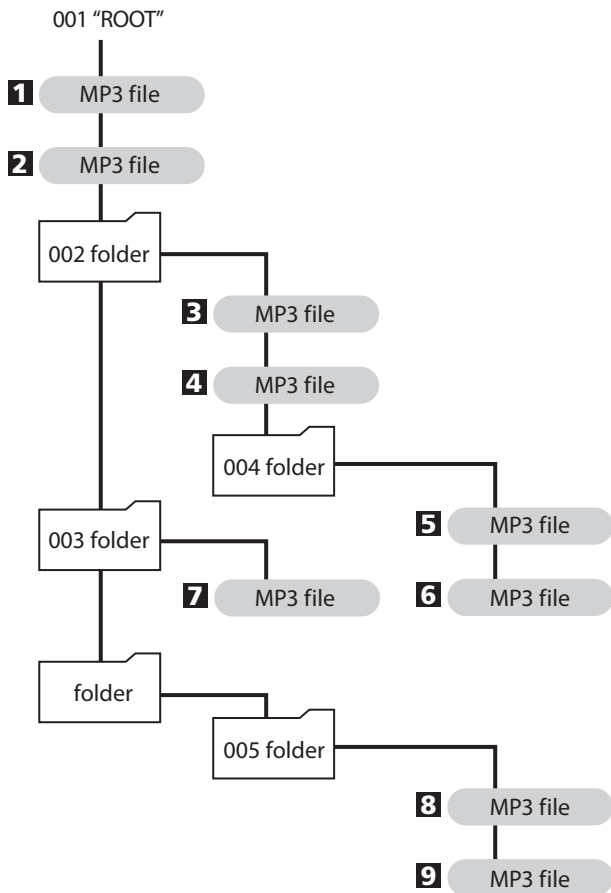 001 “ROOT”
1 MP3 file
2 MP3 file
002 folder
3 MP3 file
4 MP3 file
004 folder
5 MP3 file
6 MP3 file
003 folder
7 MP3 file
folder
005 folder
8 MP3 file
9 MP3 file